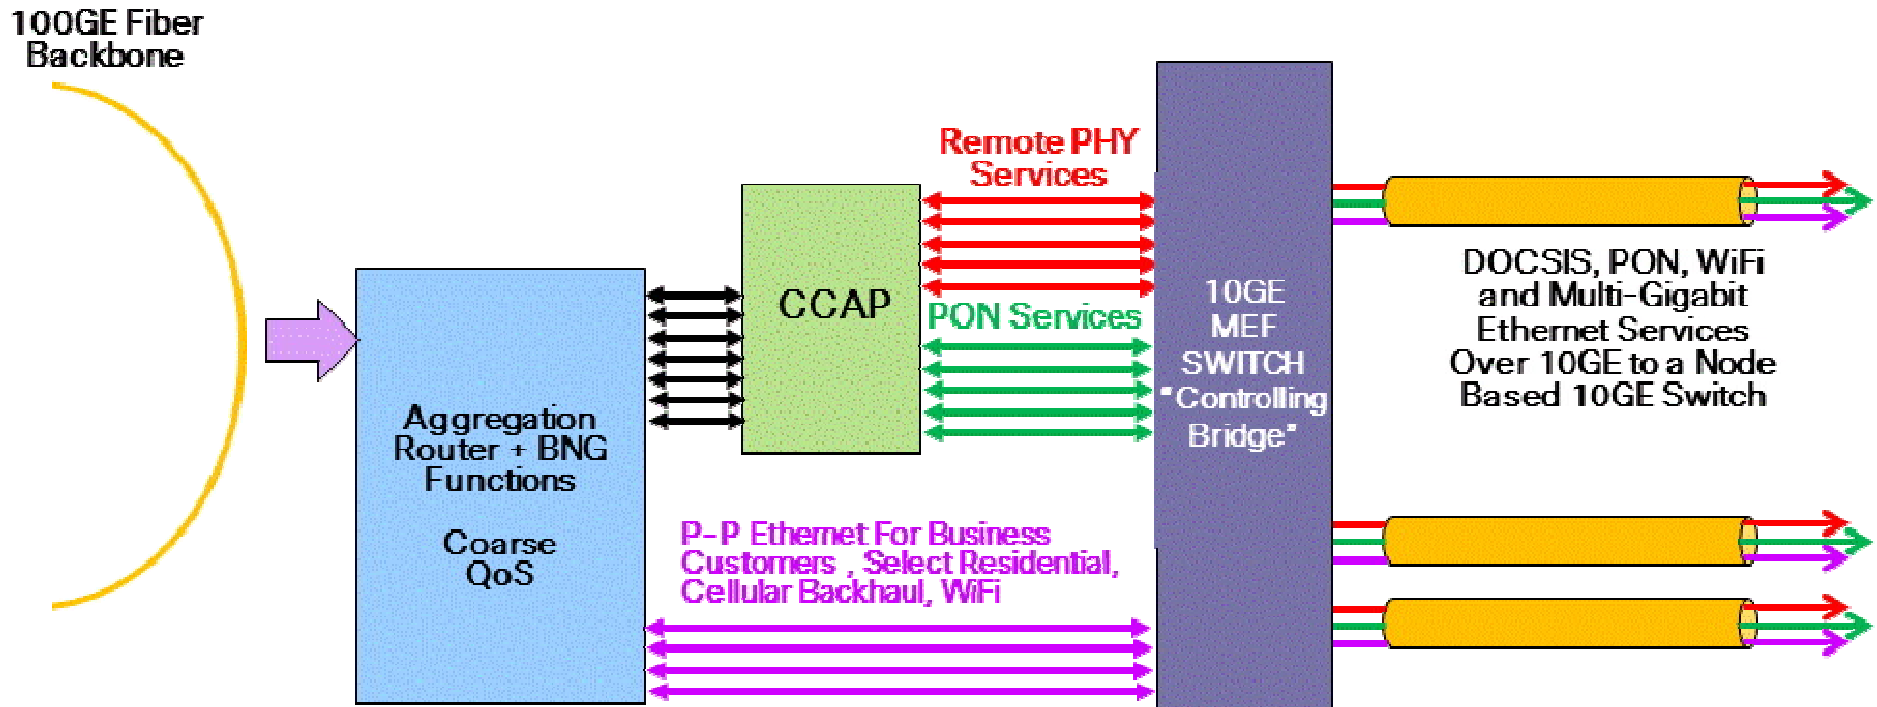 100GE Fiber
Backbone
Remote PHY
Services
CCAP
PON Services
10GE
MEF
SWITCH
"Controlling
Bridge"
DOCSIS, PON, WiFi
and Multi-Gigabit
Ethernet Services
Over 10GE to a Node
Based 10GE Switch
Aggregation
Router + BNG
Functions
Coarse
QoS
P-P Ethernet For Business
Customers , Select Residential,
Cellular Backhaul, WiFi